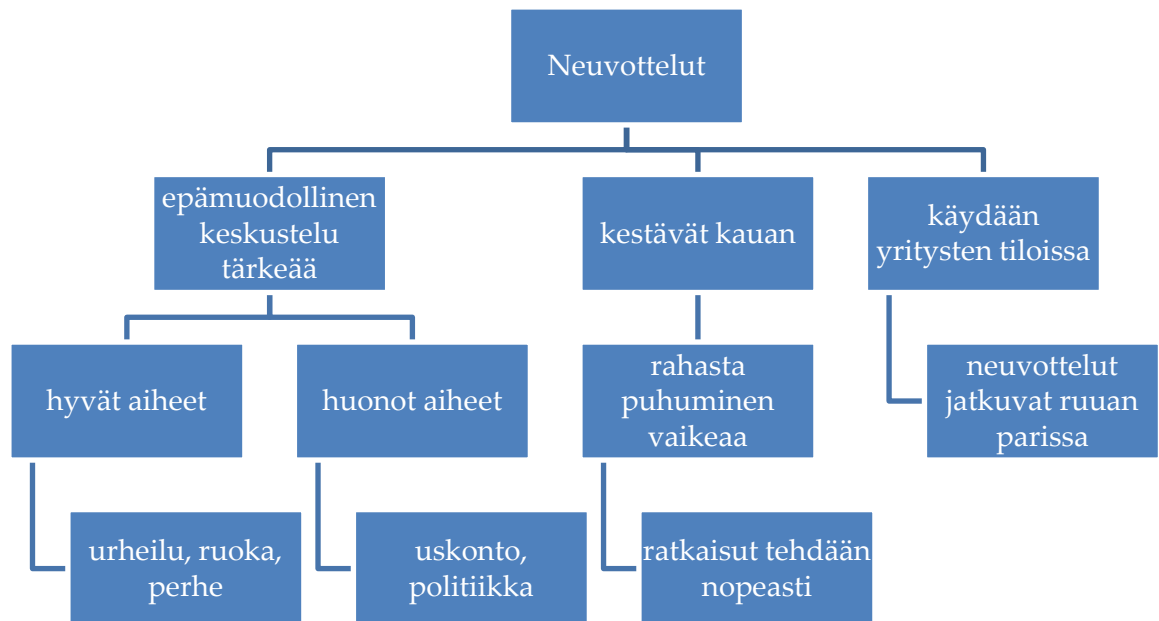 Neuvottelut
epämuodollinen
keskustelu
tärkeää
kestävät kauan
käydään
yritysten tiloissa
hyvät aiheet
huonot aiheet
rahasta
puhuminen
vaikeaa
neuvottelut
jatkuvat ruuan
parissa
urheilu, ruoka,
perhe
uskonto,
politiikka
ratkaisut tehdään
nopeasti